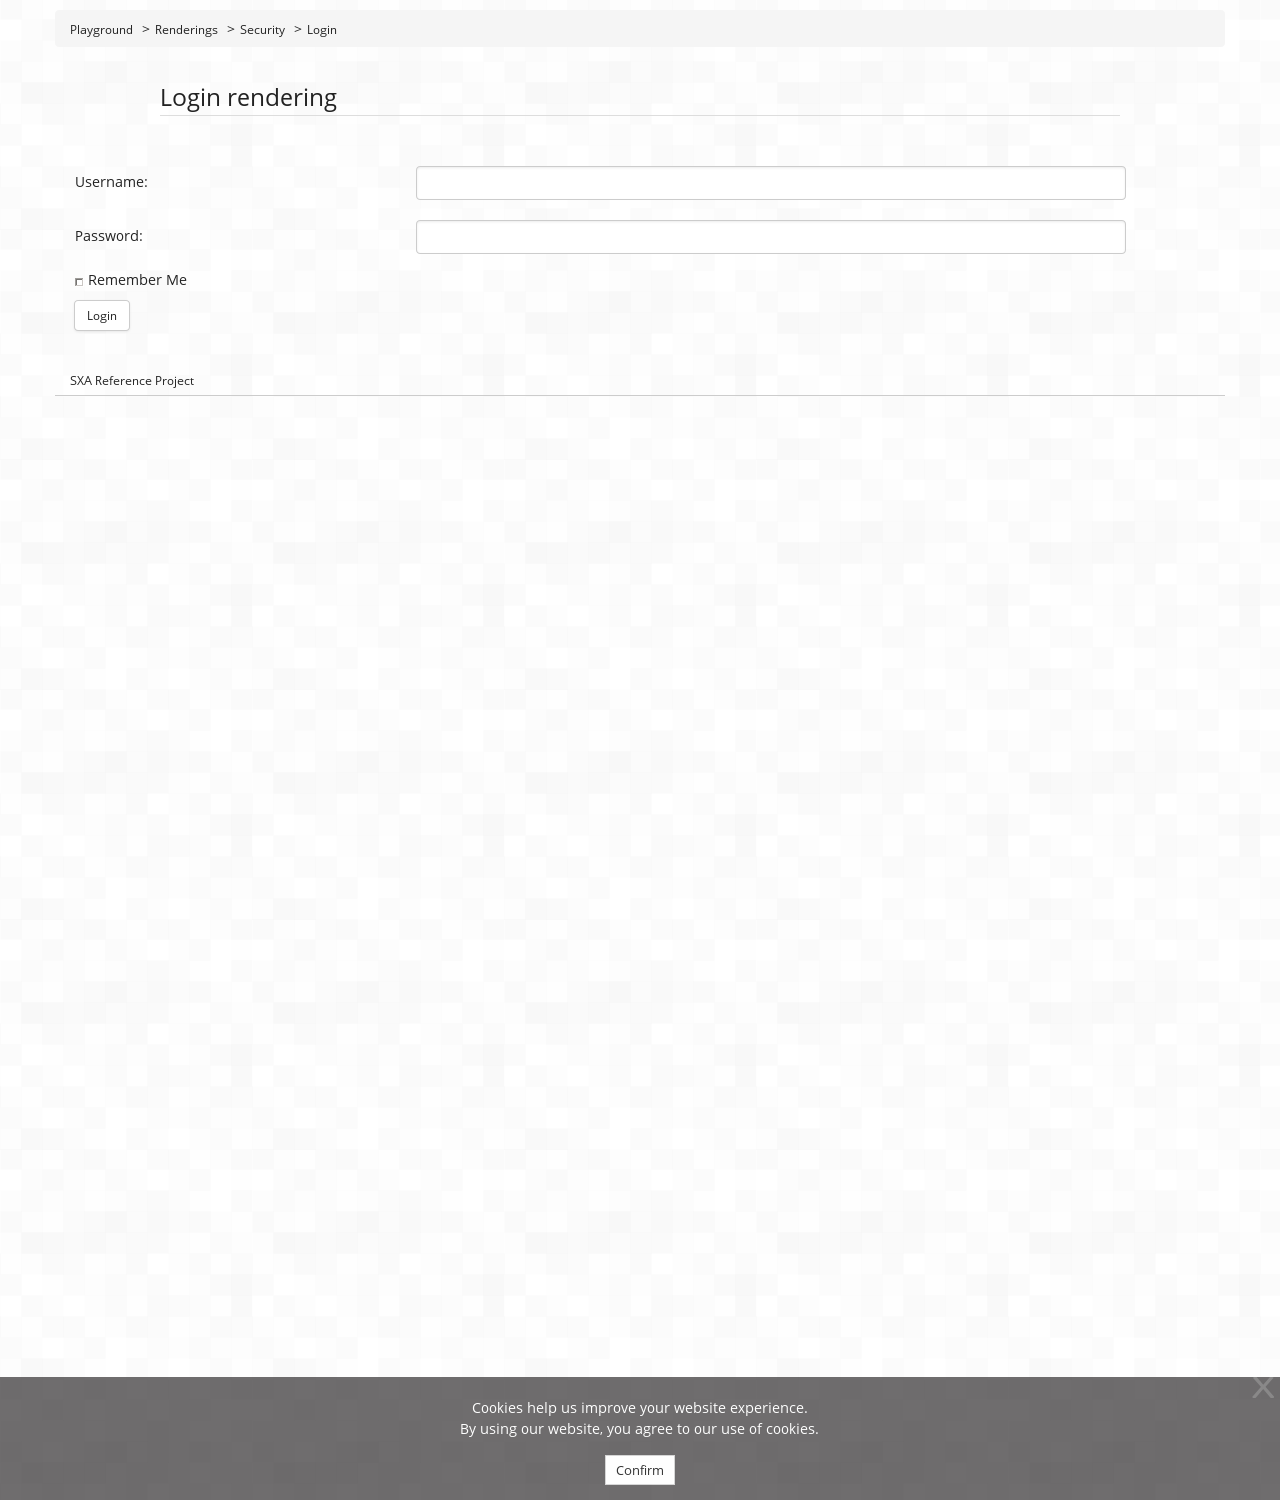 Playground > Renderings > Security > Login
Login rendering
Username:
Password:
Remember Me
Login
SXA Reference Project
Cookies help us improve your website experience.
By using our website, you agree to our use of cookies.
Confirm